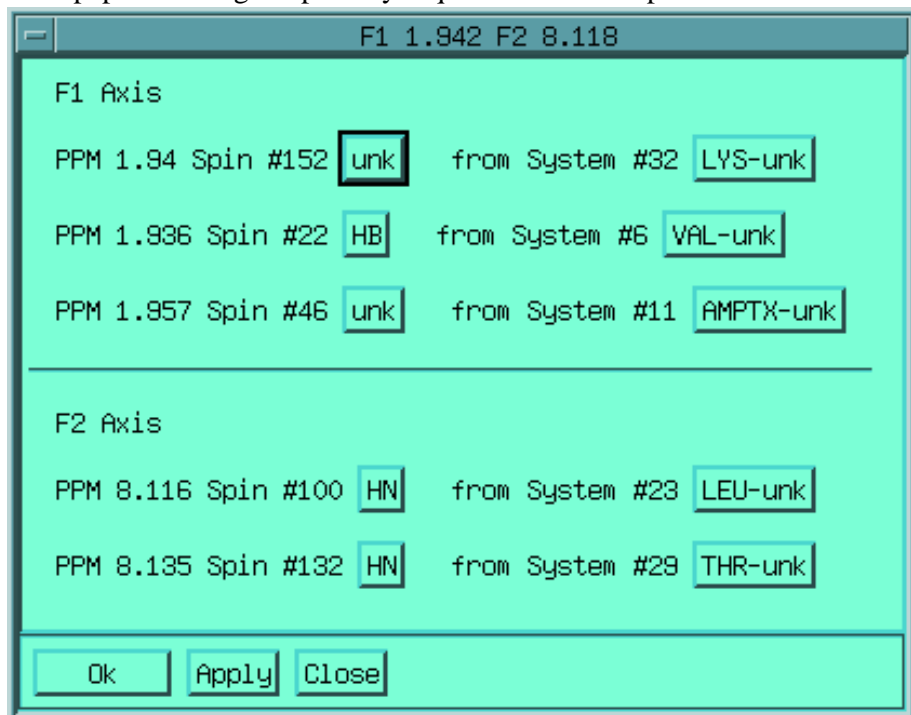 F1 1.942 F2 8.118
F1 Axis
PPM 1.94 Spin #152 unk from System #32 LYS-unk
PPM 1.936 Spin #22 HB from System #6 VAL-unk
PPM 1.957 Spin #46 unk from System #11 AMPTX-unk
F2 Axis
PPM 8.116 Spin #100 HN from System #23 LEU-unk
PPM 8.135 Spin #132 HN from System #29 THR-unk
Ok Apply Close